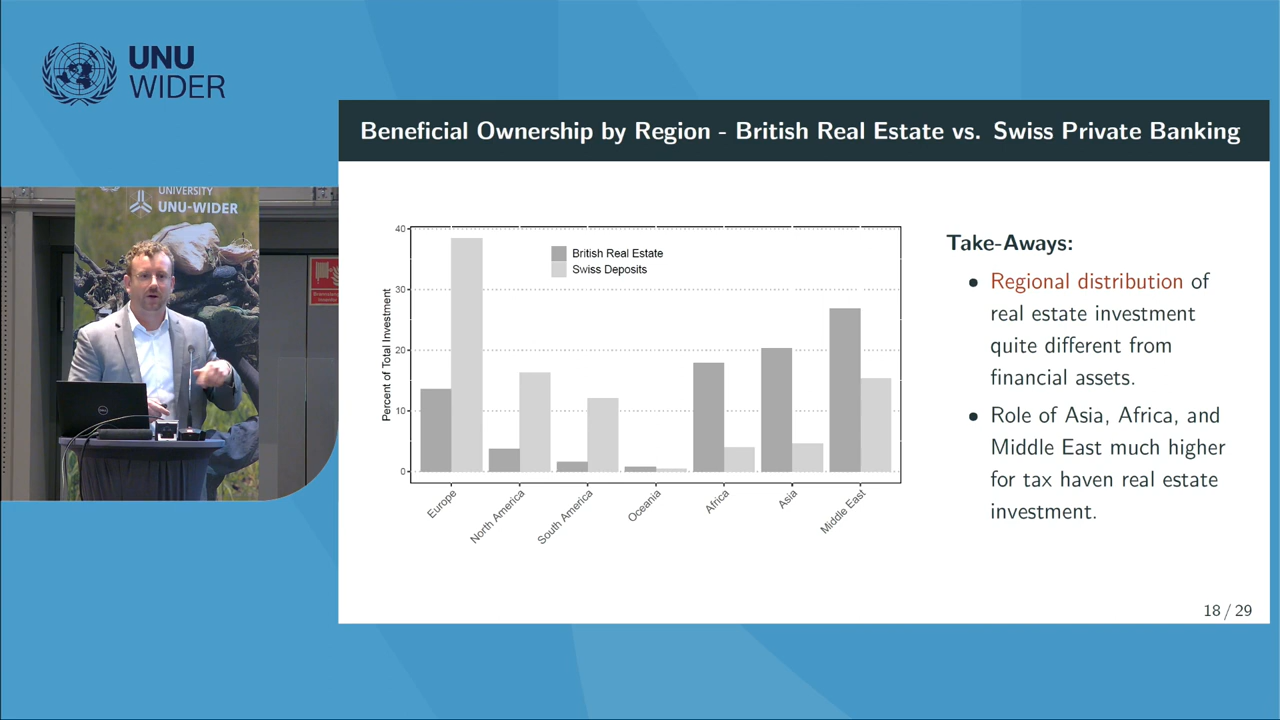 UNU
WIDER
UNIVERSITY
UNU-WIDER
DELL
Beneficial Ownership by Region - British Real Estate vs. Swiss Private Banking
Percent of Total Investment
40
30
20
10
0
British Real Estate
Swiss Deposits
Europe
North America
South America
Oceania
Africa
Asia
Middle East
Take-Aways:
• Regional distribution of
real estate investment
quite different from
financial assets.
• Role of Asia, Africa, and
Middle East much higher
for tax haven real estate
investment.
18 / 29